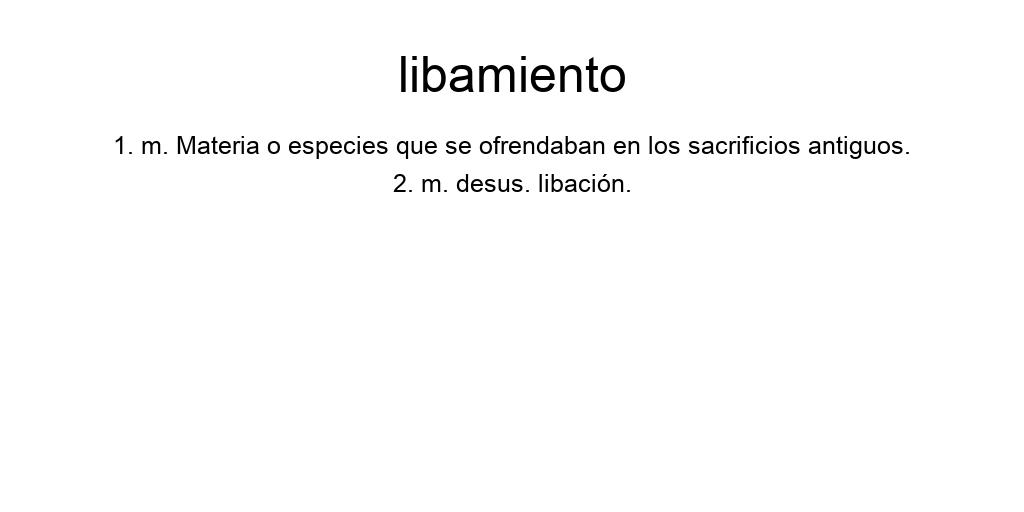 libamiento
1. m. Materia o especies que se ofrendaban en los sacrificios antiguos.
2. m. desus. libación.